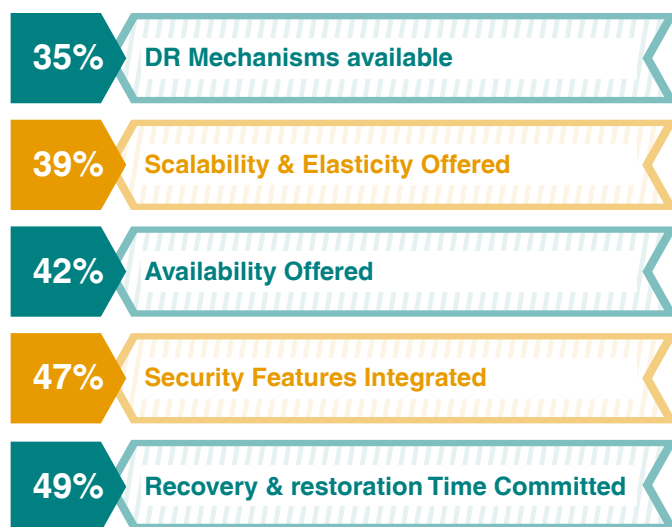 35% DR Mechanisms available
39% Scalability & Elasticity Offered
42% Availability Offered
47% Security Features Integrated
49% Recovery & restoration Time Committed